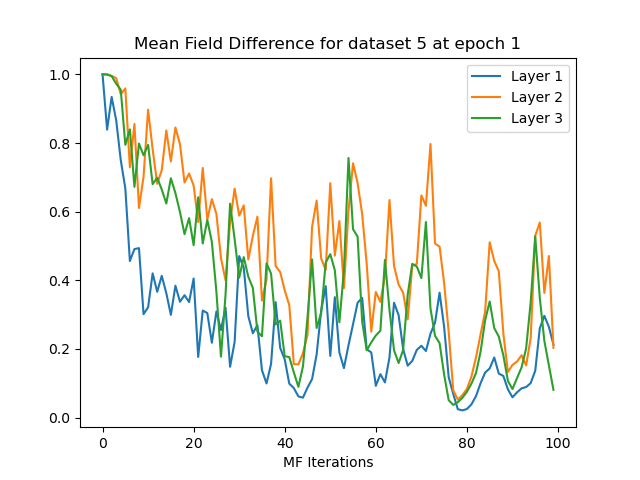 Mean Field Difference for dataset 5 at epoch 1
Layer 1
Layer 2
Layer 3
1.0
0.8
0.6
0.4
0.2
0.0
0 20 40 60 80 100
MF Iterations